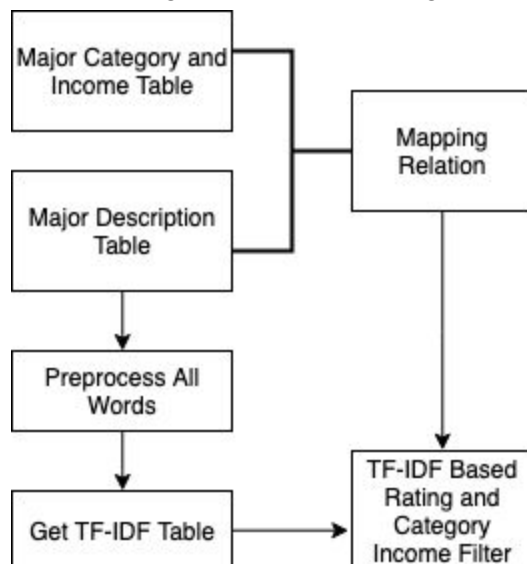 Major Category and
Income Table
Mapping
Relation
Major Description
Table
Preprocess All
Words
Get TF-IDF Table
TF-IDF Based
Rating and
Category
Income Filter